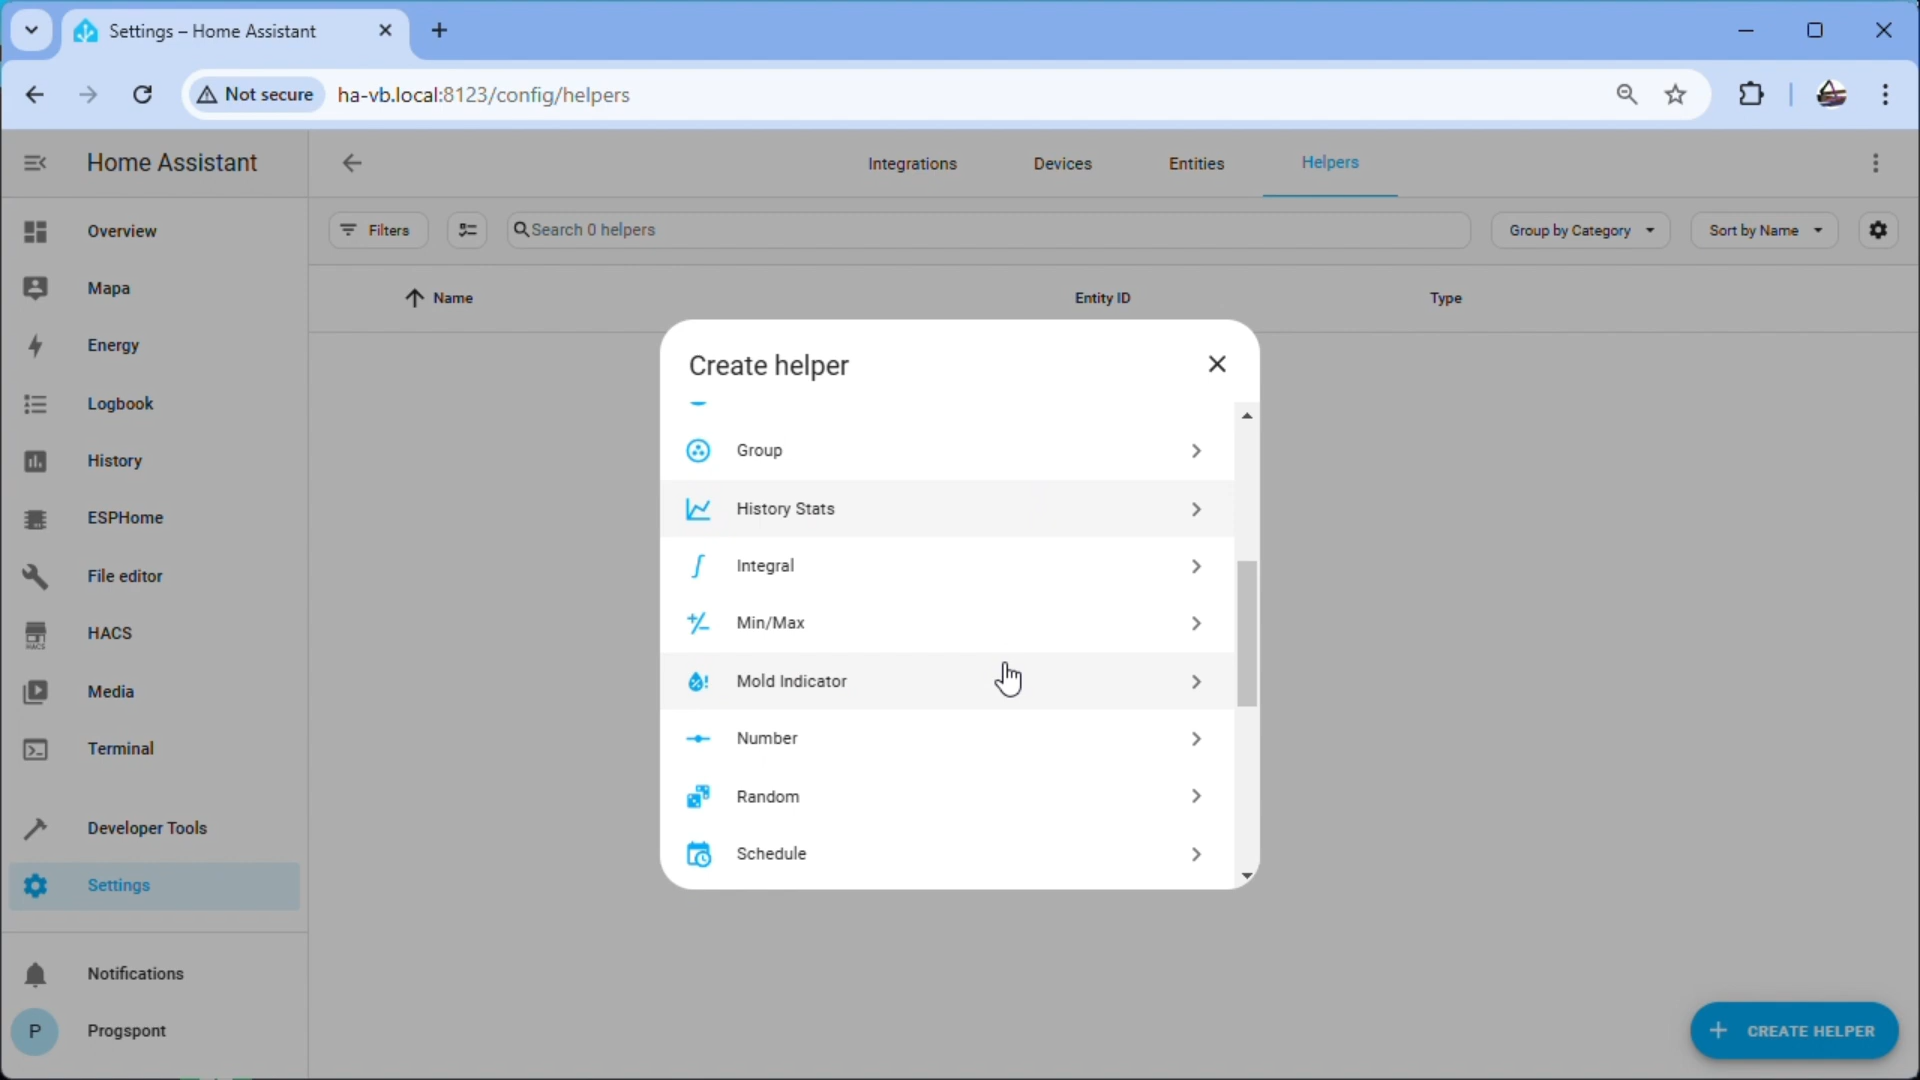 Settings – Home Assistant
Not secure
ha-vb.local:8123/config/helpers
Home Assistant
Integrations
Devices
Entities
Helpers
Overview
Mapa
Energy
Logbook
History
ESPHome
File editor
HACS
HACS
Media
Terminal
Developer Tools
Settings
Notifications
P
Progspont
Filters
Search 0 helpers
Group by Category
Sort by Name
Name
Entity ID
Type
Create helper
Group
History Stats
Integral
Min/Max
Mold Indicator
Number
Random
Schedule
CREATE HELPER